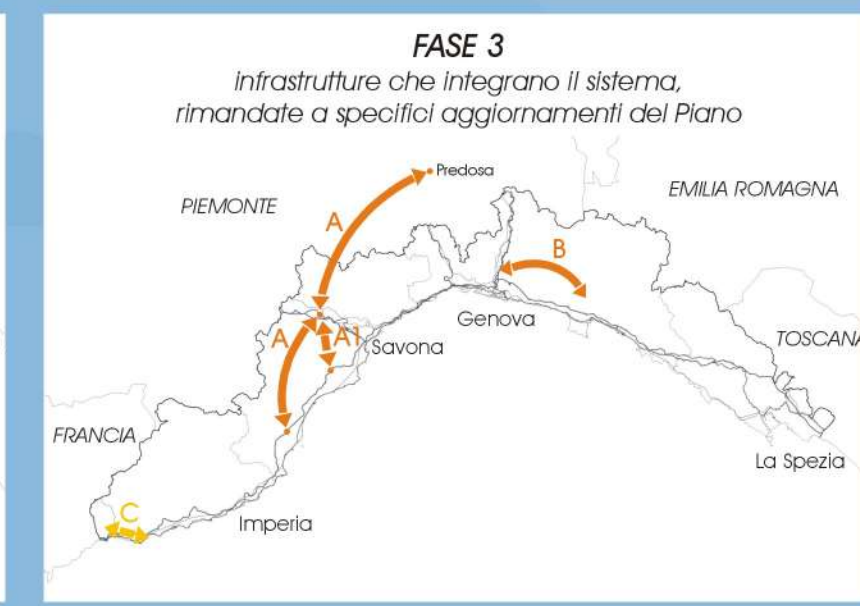 FASE 3
infrastrutture che integrano il sistema,
rimandate a specifici aggiornamenti del Piano
Predosa
PIEMONTE
EMILIA ROMAGNA
A
B
Genova
A
A1
Savona
TOSCANA
FRANCIA
La Spezia
C
Imperia